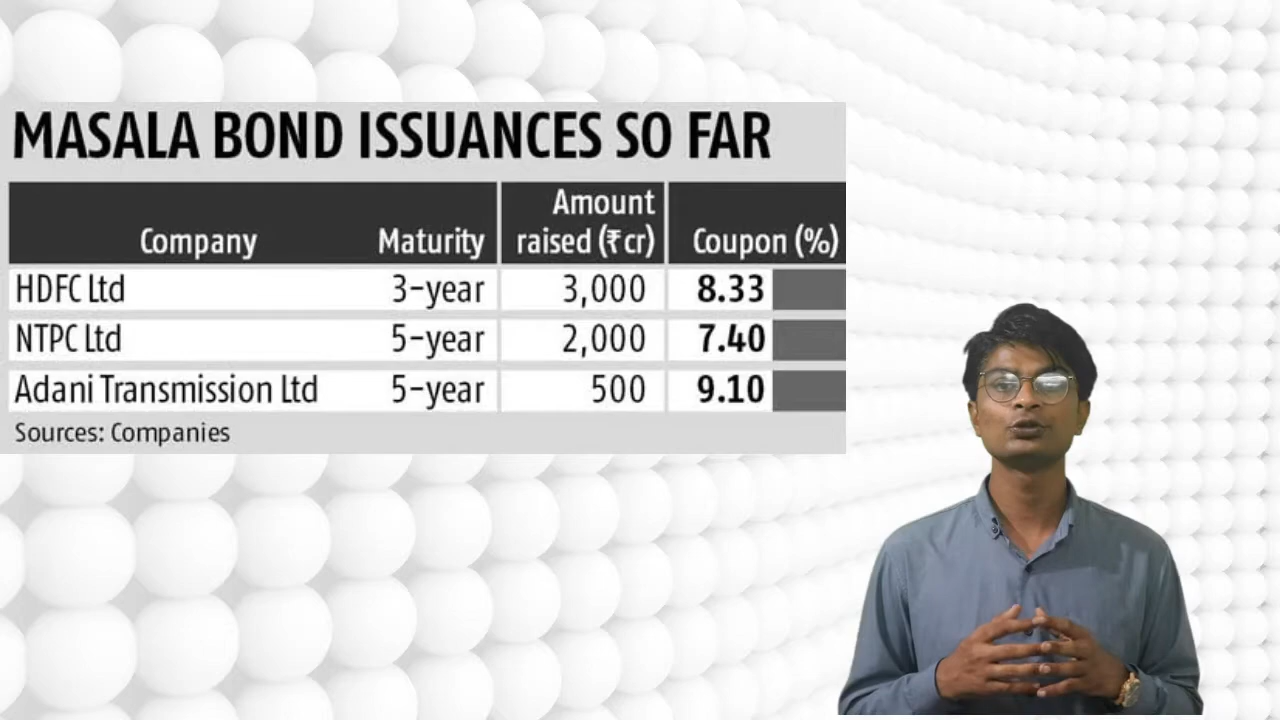 MASALA BOND ISSUANCES SO FAR
Company Maturity Amount raised (₹ cr) Coupon (%)
HDFC Ltd 3-year 3,000 8.33
NTPC Ltd 5-year 2,000 7.40
Adani Transmission Ltd 5-year 500 9.10
Sources: Companies